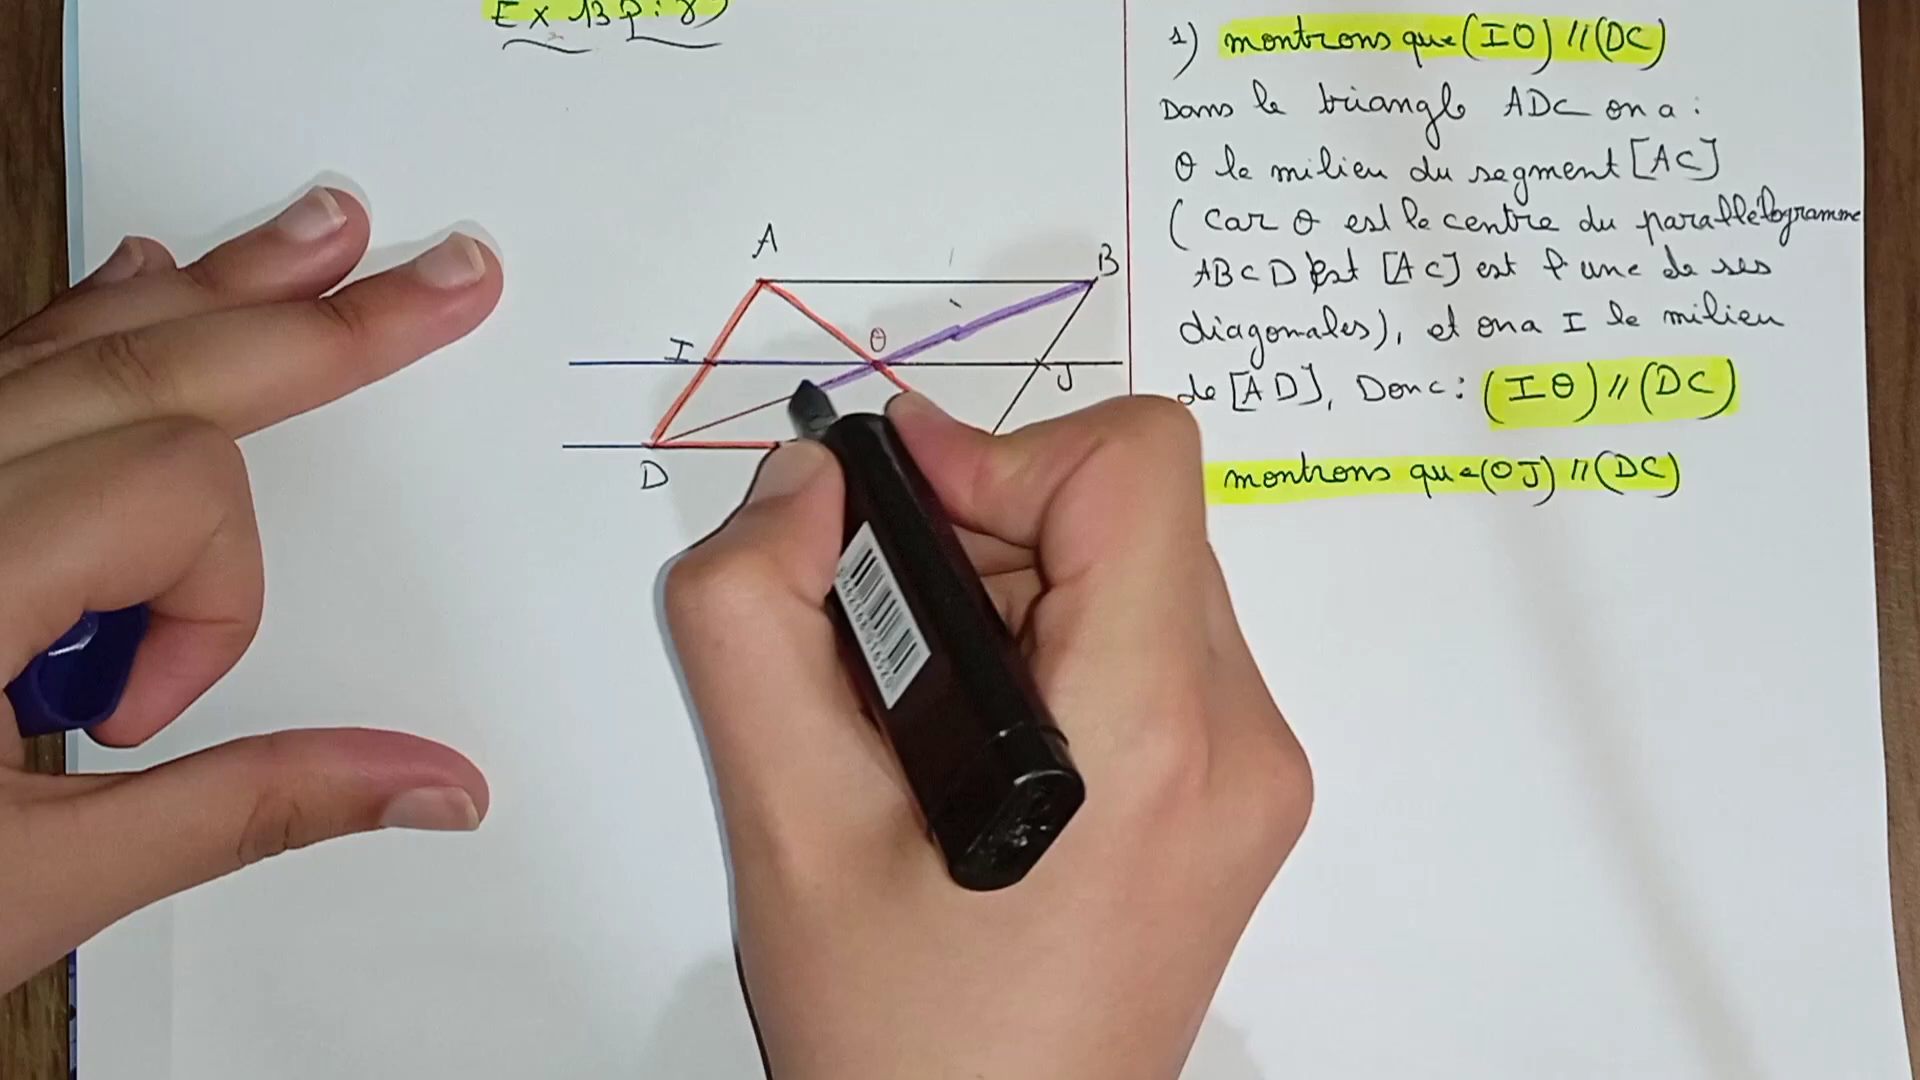 Ex 13 p: 89
1) montrons que (IO) // (DC)
Dans le triangle ADC on a :
O le milieu du segment [AC]
( car O est le centre du parallélogramme
ABCD et [AC] est l'une de ses
diagonales), et on a I le milieu
de [AD], Donc : (IO) // (DC)
montrons que (OJ) // (DC)
A
B
I
O
J
D